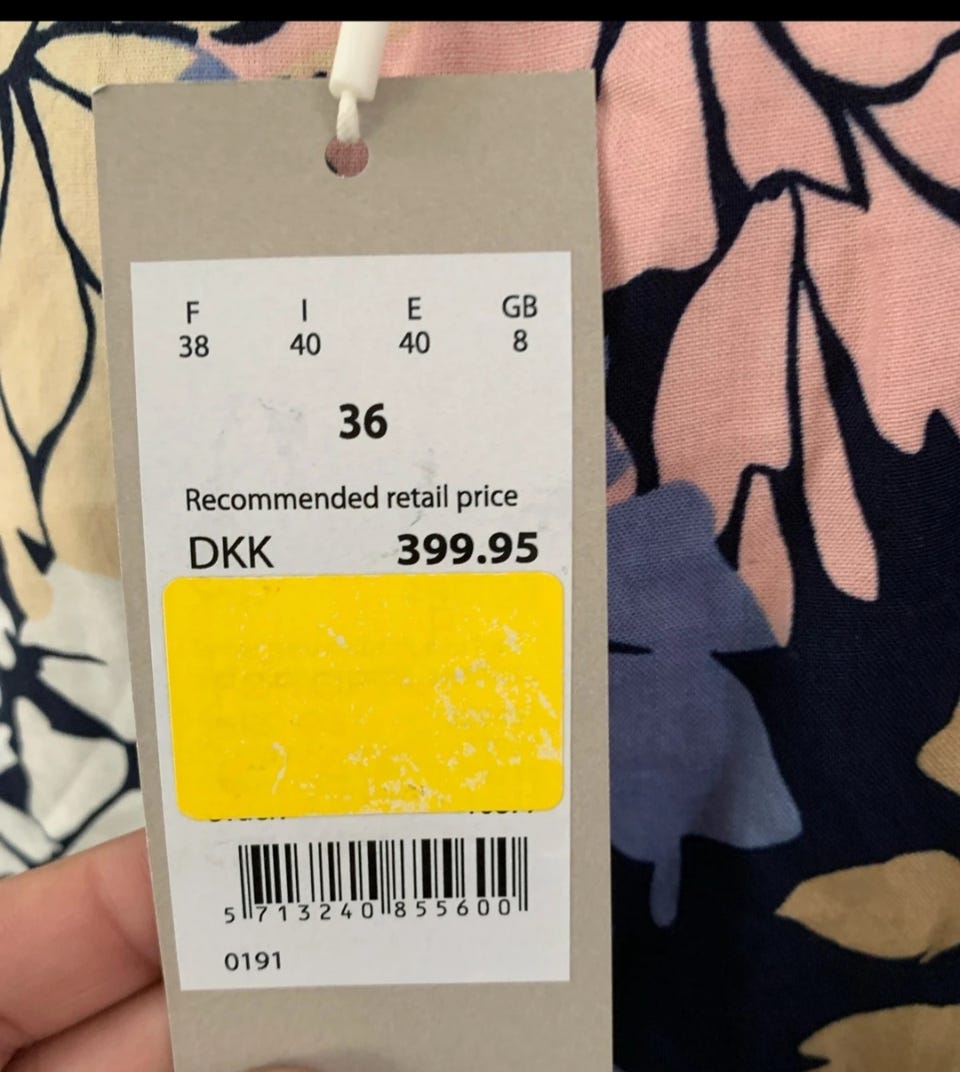 F I E GB
38 40 40 8
36
Recommended retail price
DKK 399.95
5 713240 855600
0191